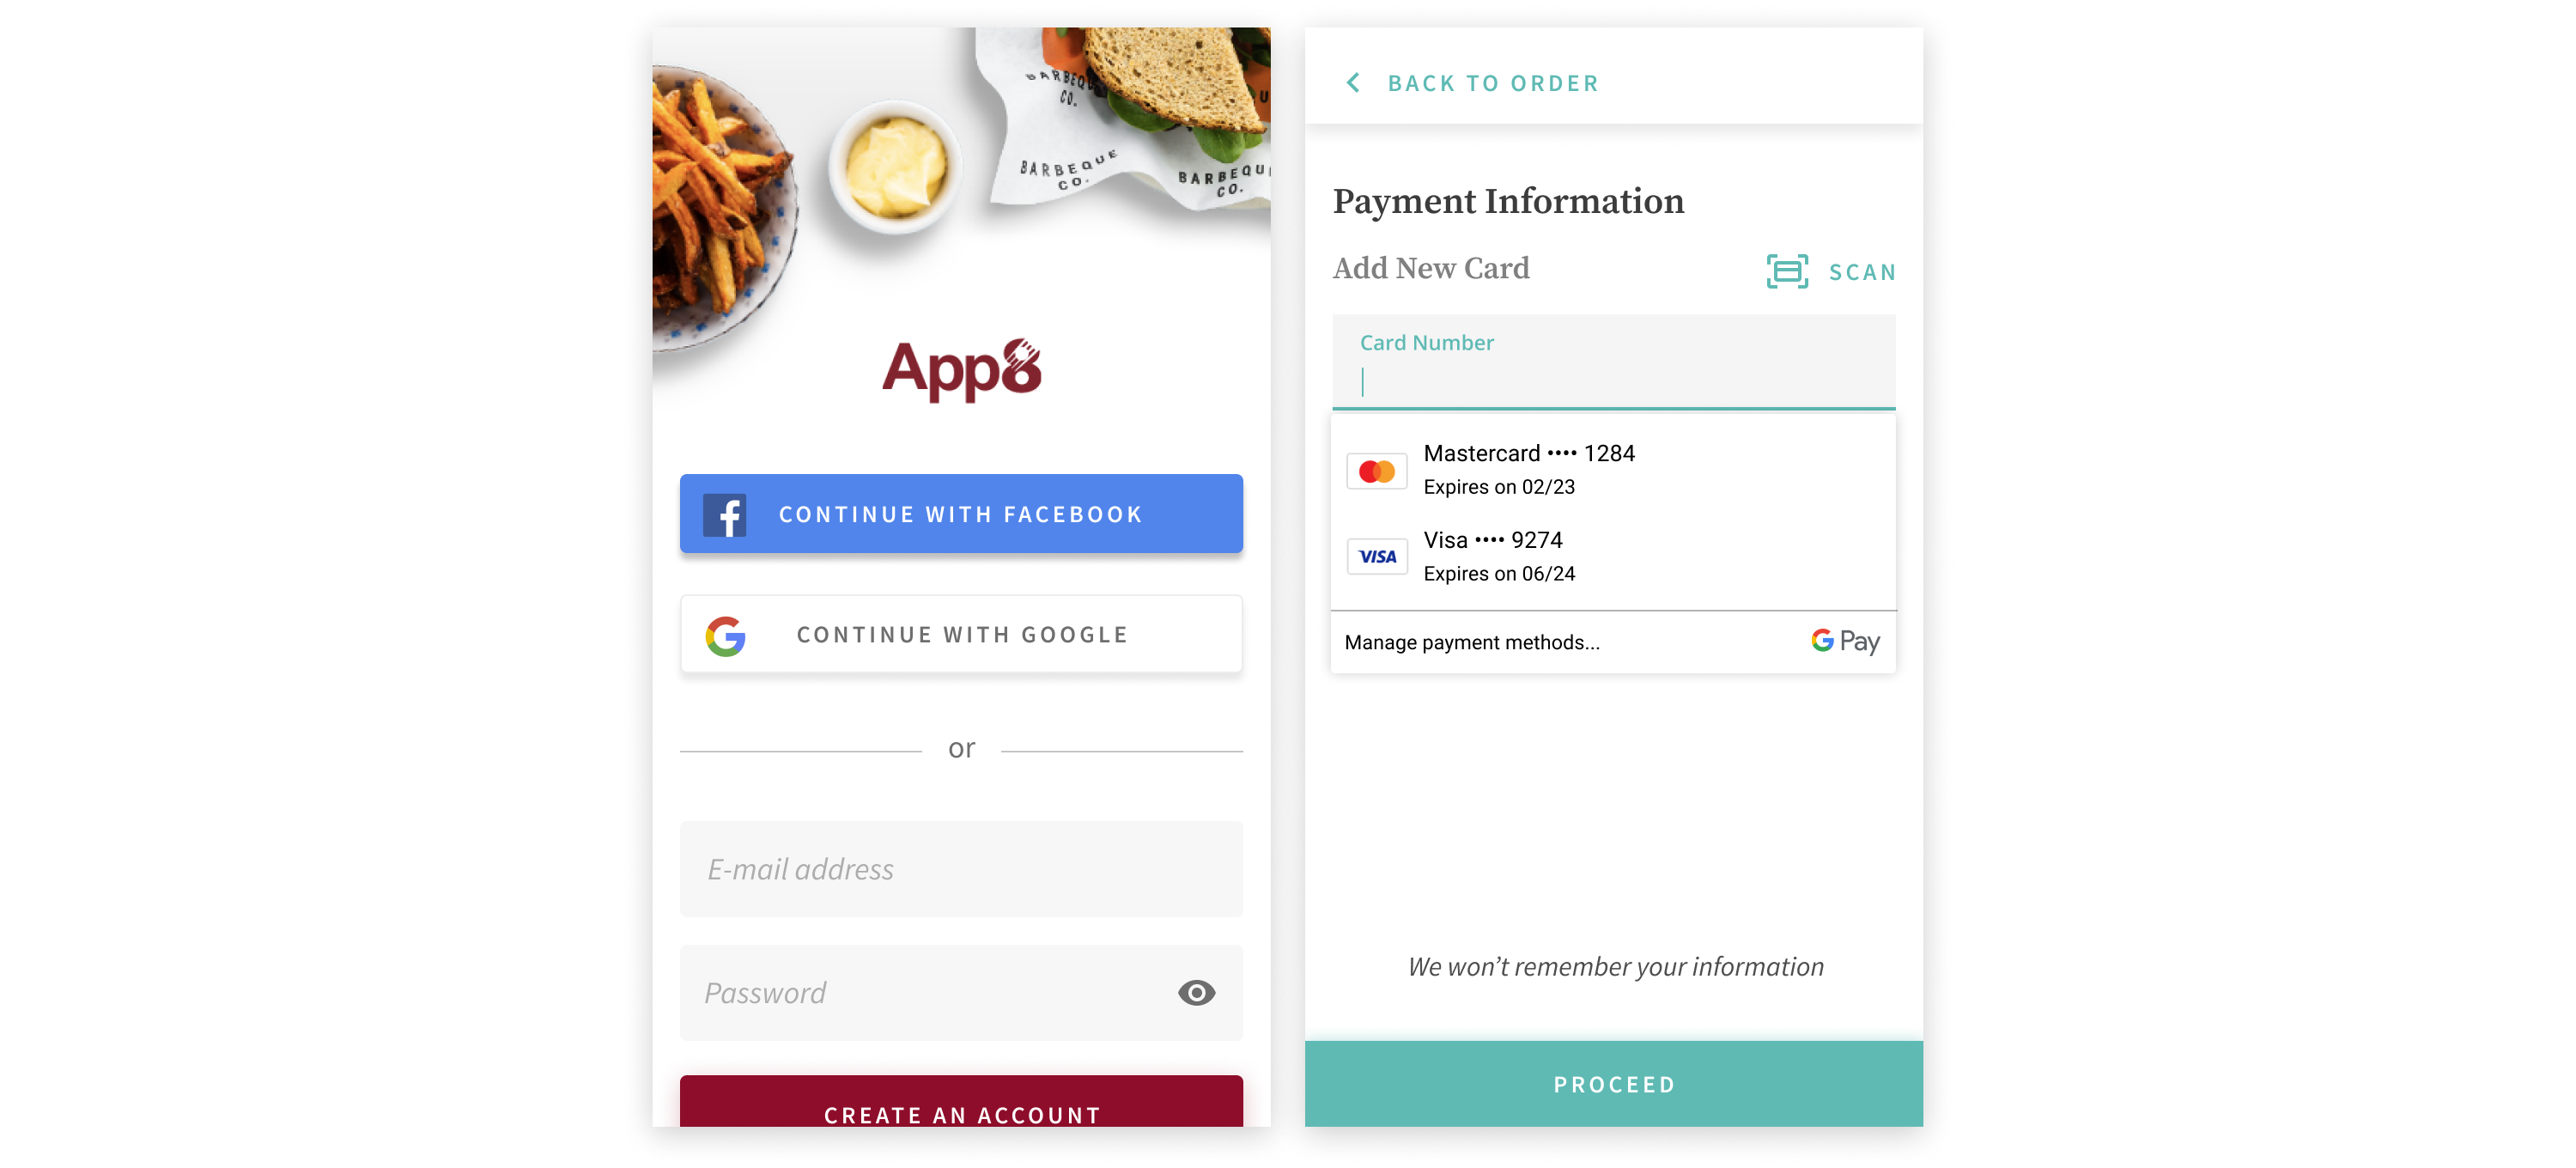 BARBEQU
CO.
BARBEQUE
CO.
BARBEQU
CO.
App8
f CONTINUE WITH FACEBOOK
G CONTINUE WITH GOOGLE
or
E-mail address
Password
CREATE AN ACCOUNT
BACK TO ORDER
Payment Information
Add New Card
SCAN
Card Number
Mastercard •••• 1284
Expires on 02/23
VISA
Visa •••• 9274
Expires on 06/24
Manage payment methods...
G Pay
We won’t remember your information
PROCEED